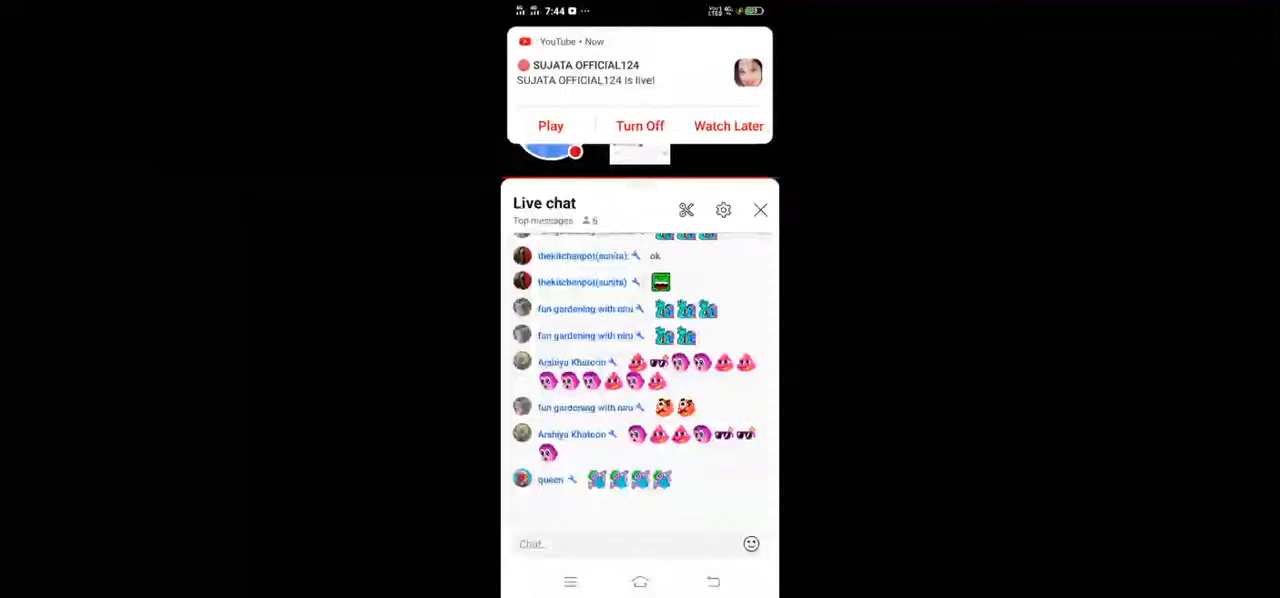 7:44
YouTube • Now
SUJATA OFFICIAL124
SUJATA OFFICIAL124 is live!
Play Turn Off Watch Later
Live chat
Top messages 6
thekitchenpot(sunita) ok
thekitchenpot(sunita)
fun gardening with niru
fun gardening with niru
Arshiya Khatoon
fun gardening with niru
Arshiya Khatoon
queen
Chat...